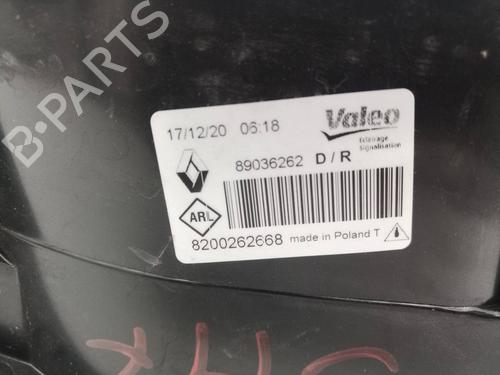 17/12/20 06:18
Valeo
Eclairage
signalisation
89036262 D / R
ARL
8200262668 made in Poland T
B-PARTS